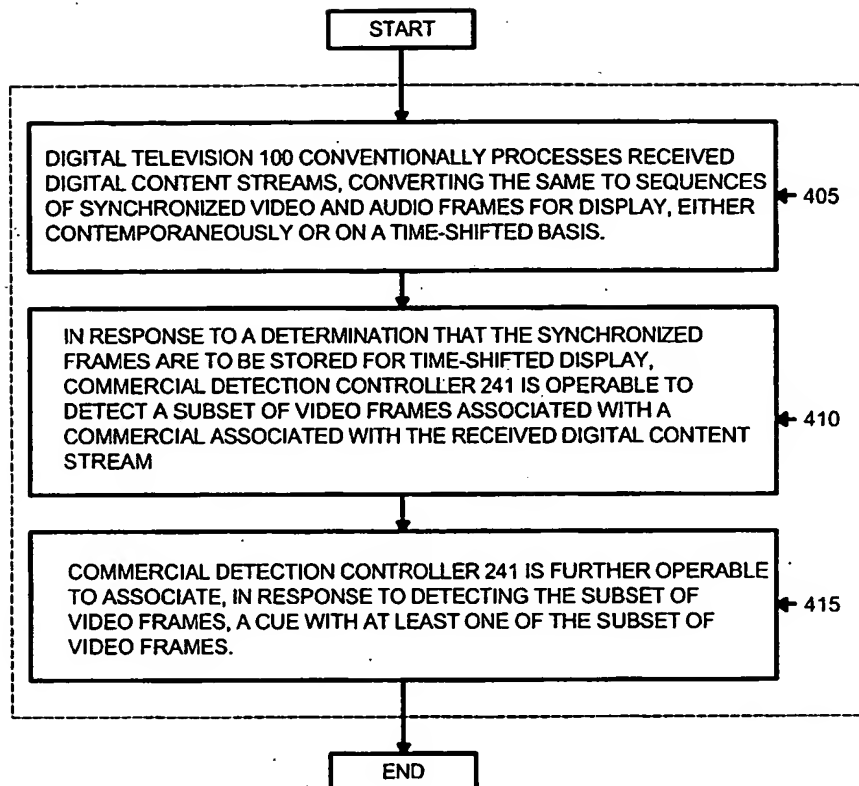 START
DIGITAL TELEVISION 100 CONVENTIONALLY PROCESSES RECEIVED
DIGITAL CONTENT STREAMS, CONVERTING THE SAME TO SEQUENCES
OF SYNCHRONIZED VIDEO AND AUDIO FRAMES FOR DISPLAY, EITHER
CONTEMPORANEOUSLY OR ON A TIME-SHIFTED BASIS.
405
IN RESPONSE TO A DETERMINATION THAT THE SYNCHRONIZED
FRAMES ARE TO BE STORED FOR TIME-SHIFTED DISPLAY,
COMMERCIAL DETECTION CONTROLLER 241 IS OPERABLE TO
DETECT A SUBSET OF VIDEO FRAMES ASSOCIATED WITH A
COMMERCIAL ASSOCIATED WITH THE RECEIVED DIGITAL CONTENT
STREAM
410
COMMERCIAL DETECTION CONTROLLER 241 IS FURTHER OPERABLE
TO ASSOCIATE, IN RESPONSE TO DETECTING THE SUBSET OF
VIDEO FRAMES, A CUE WITH AT LEAST ONE OF THE SUBSET OF
VIDEO FRAMES.
415
END